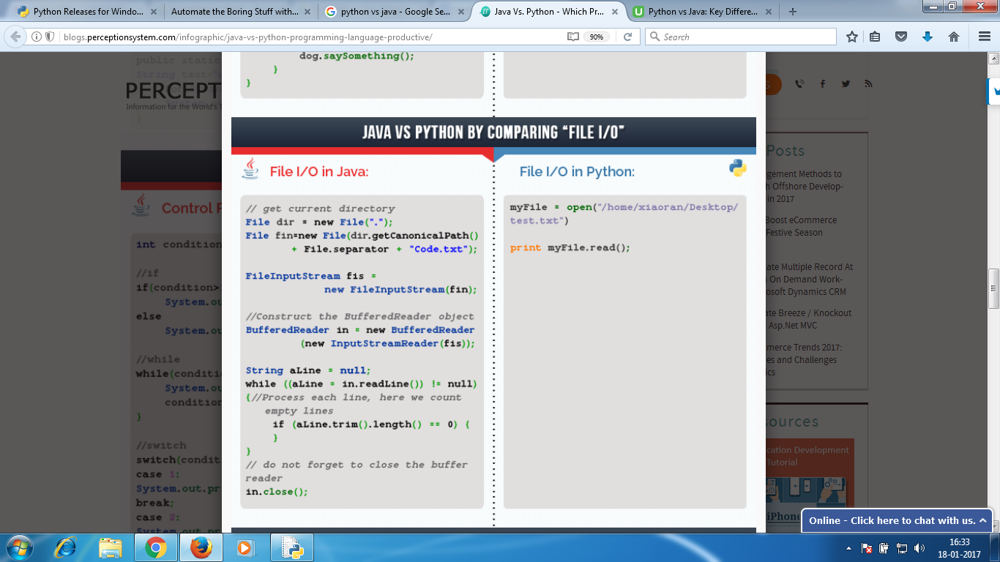 Python Releases for Windo...
Automate the Boring Stuff with...
python vs java - Google Se...
Java Vs. Python - Which Pr...
Python vs Java: Key Differe...
blogs.perceptionsystem.com/infographic/java-vs-python-programming-language-productive/
90%
Search
public static
String test=
PERCEPT
Information for the World's T
}
Control F
int condition
//if
if(condition>
System.ou
else
System.ou
//while
while(conditi
System.ou
condition
}
//switch
switch(condit
case 1:
System.out.pr
break;
case 2:
System.out.pr
dog.saySomething();
}
}
JAVA VS PYTHON BY COMPARING “FILE I/O”
File I/O in Java:
// get current directory
File dir = new File(".");
File fin=new File(dir.getCanonicalPath()
+ File.separator + "Code.txt");
FileInputStream fis =
new FileInputStream(fin);
//Construct the BufferedReader object
BufferedReader in = new BufferedReader
(new InputStreamReader(fis));
String aLine = null;
while ((aLine = in.readLine()) != null)
{//Process each line, here we count
empty lines
if (aLine.trim().length() == 0) {
}
}
// do not forget to close the buffer
reader
in.close();
File I/O in Python:
myFile = open("/home/xiaoran/Desktop/
test.txt")
print myFile.read();
S
Posts
gement Methods to
h Offshore Develop-
in 2017
Boost eCommerce
Festive Season
ate Multiple Record At
n On Demand Work-
osoft Dynamics CRM
ate Breeze / Knockout
Asp.Net MVC
merce Trends 2017:
es and Challenges
ics
sources
cation Development
Tutorial
iPhone
Online - Click here to chat with us.
16:33
18-01-2017